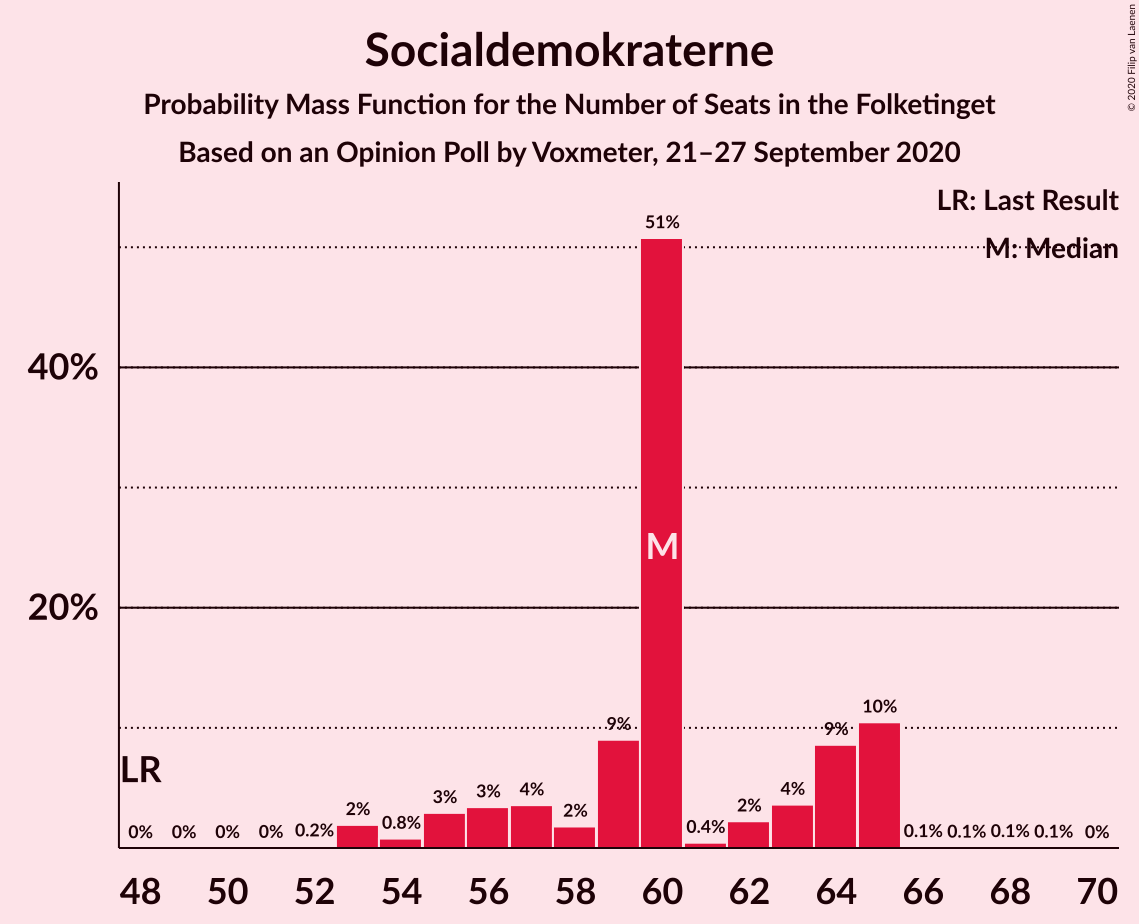 Socialdemokraterne
Probability Mass Function for the Number of Seats in the Folketinget
Based on an Opinion Poll by Voxmeter, 21–27 September 2020
© 2020 Filip van Laenen
LR: Last Result
M: Median
40%
20%
LR
M
0% 0% 0% 0% 0.2% 2% 0.8% 3% 3% 4% 2% 9% 51% 0.4% 2% 4% 9% 10% 0.1% 0.1% 0.1% 0.1% 0%
48 50 52 54 56 58 60 62 64 66 68 70